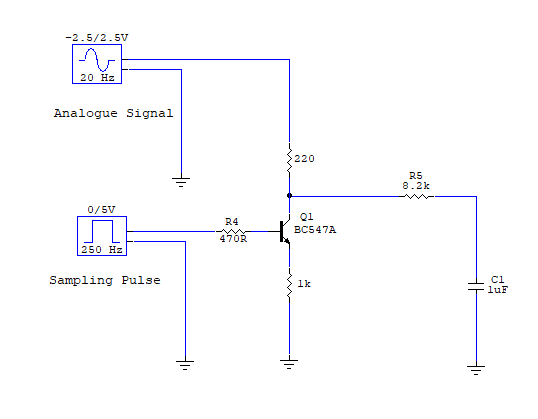 -2.5/2.5V
20 Hz
Analogue Signal
220
R5
8.2k
0/5V
R4
470R
Q1
BC547A
250 Hz
Sampling Pulse
1k
C1
1uF